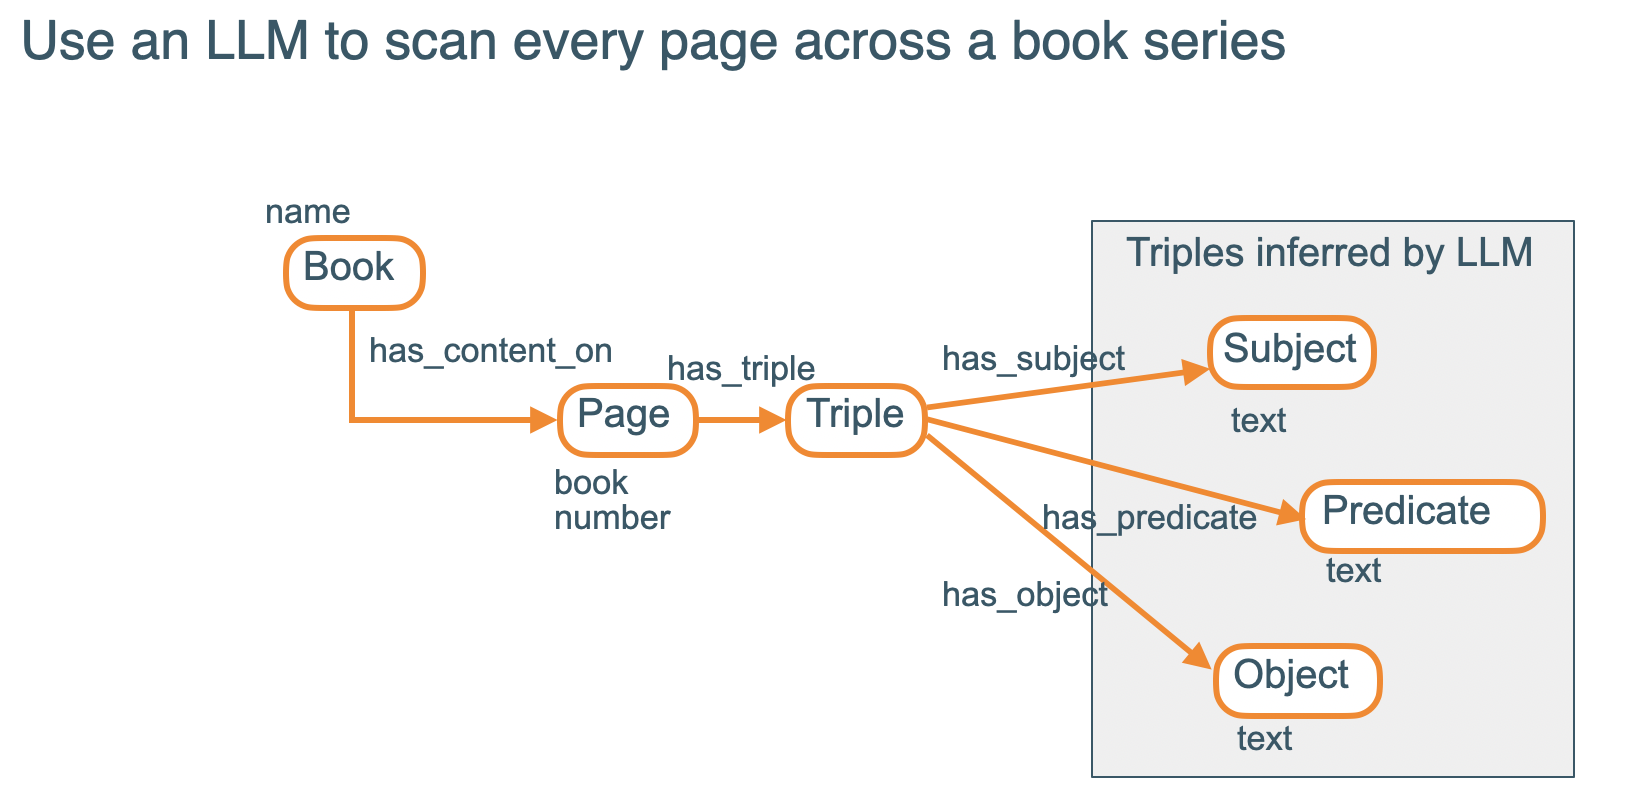 Use an LLM to scan every page across a book series
name
Book
has_content_on
has_triple
Page
book
number
Triple
has_subject
has_predicate
has_object
Triples inferred by LLM
Subject
text
Predicate
text
Object
text